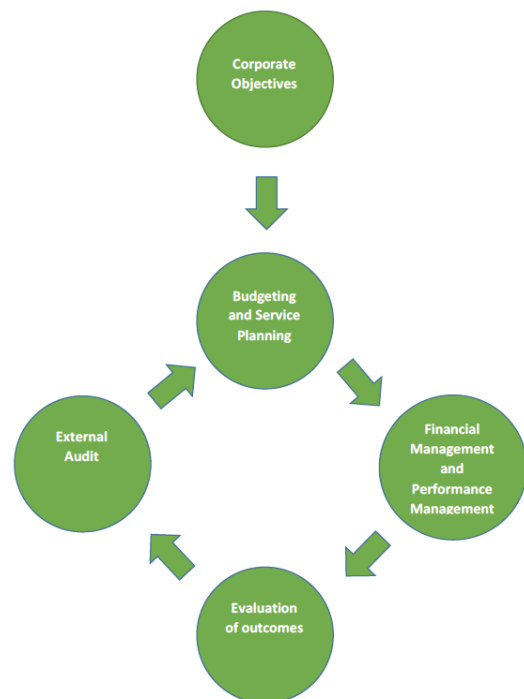 Corporate
Objectives
Budgeting
and Service
Planning
External
Audit
Financial
Management
and
Performance
Management
Evaluation
of outcomes